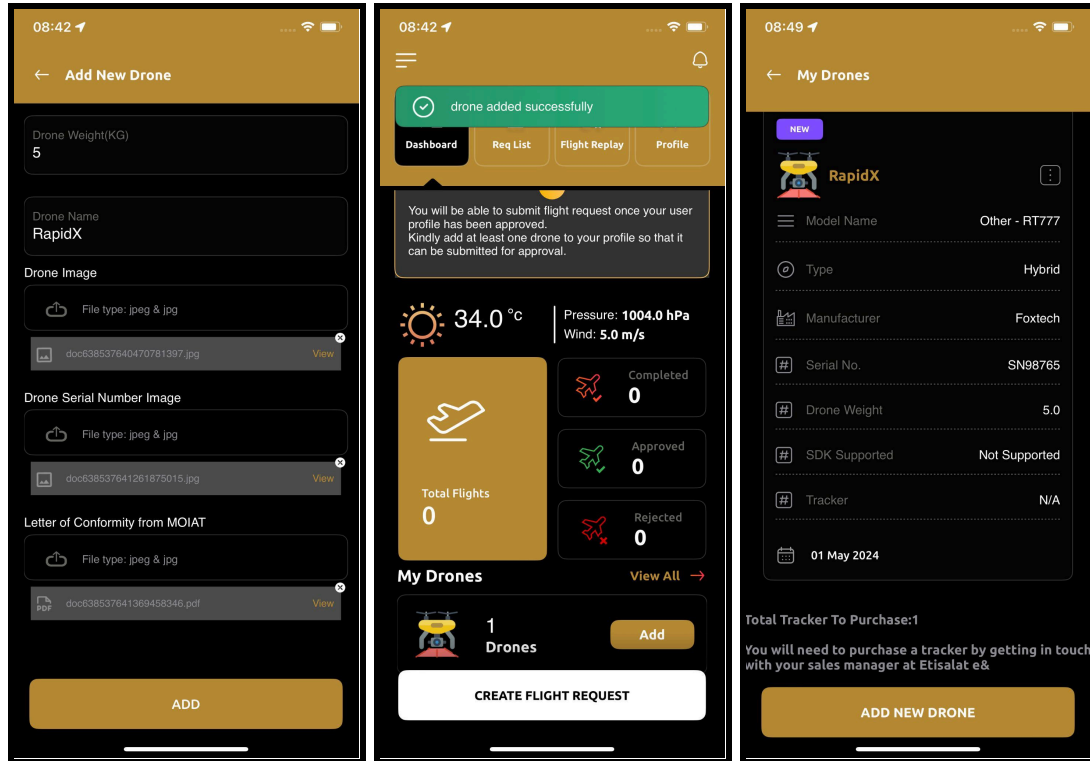 08:42
Add New Drone
Drone Weight(KG)
5
Drone Name
RapidX
Drone Image
File type: jpeg & jpg
doc638537640470781397.jpg View
Drone Serial Number Image
File type: jpeg & jpg
doc638537641261875015.jpg View
Letter of Conformity from MOIAT
File type: jpeg & jpg
PDF doc638537641369458346.pdf View
ADD
08:42
drone added successfully
Dashboard Req List Flight Replay Profile
You will be able to submit flight request once your user
profile has been approved.
Kindly add at least one drone to your profile so that it
can be submitted for approval.
34.0 °c
Pressure: 1004.0 hPa
Wind: 5.0 m/s
Total Flights
0
Completed
0
Approved
0
Rejected
0
My Drones View All
1
Drones
Add
CREATE FLIGHT REQUEST
08:49
My Drones
NEW
RapidX
Model Name Other - RT777
Type Hybrid
Manufacturer Foxtech
# Serial No. SN98765
# Drone Weight 5.0
# SDK Supported Not Supported
# Tracker N/A
01 May 2024
Total Tracker To Purchase:1
You will need to purchase a tracker by getting in touch
with your sales manager at Etisalat e&
ADD NEW DRONE